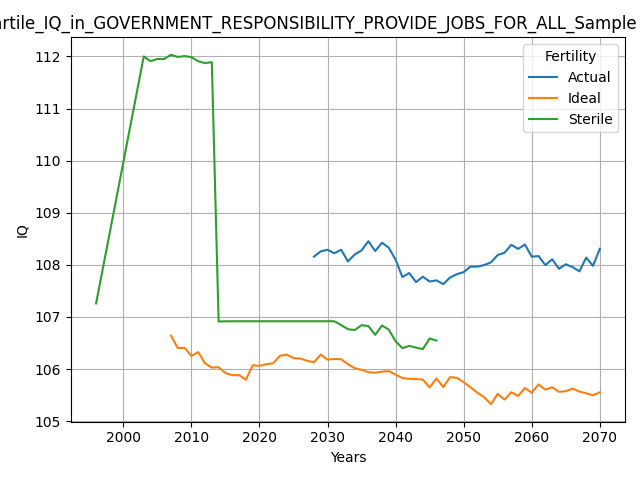 artile_IQ_in_GOVERNMENT_RESPONSIBILITY_PROVIDE_JOBS_FOR_ALL_Sample
Fertility
Actual
Ideal
Sterile
IQ
112
111
110
109
108
107
106
105
2000 2010 2020 2030 2040 2050 2060 2070
Years